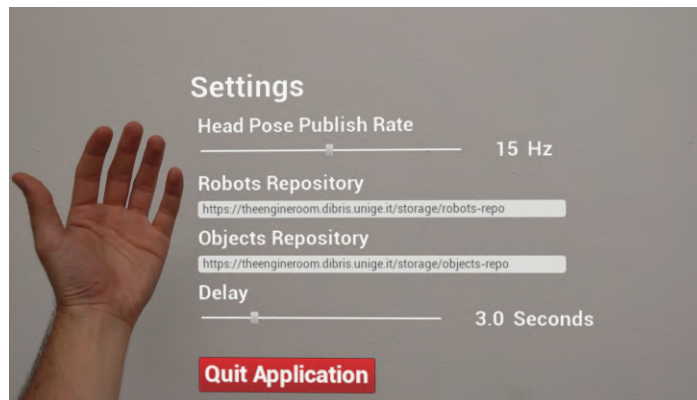 Settings
Head Pose Publish Rate
15 Hz
Robots Repository
https://theengineroom.dibris.unige.it/storage/robots-repo
Objects Repository
https://theengineroom.dibris.unige.it/storage/objects-repo
Delay
3.0 Seconds
Quit Application